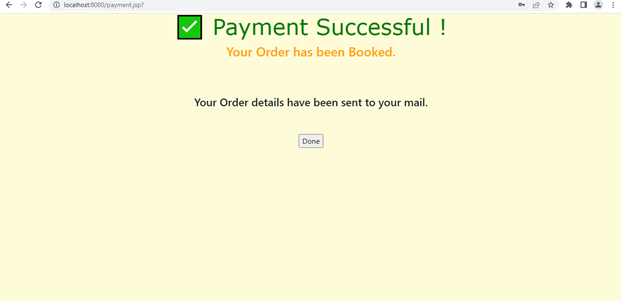 localhost:8080/payment.jsp?
Payment Successful !
Your Order has been Booked.
Your Order details have been sent to your mail.
Done